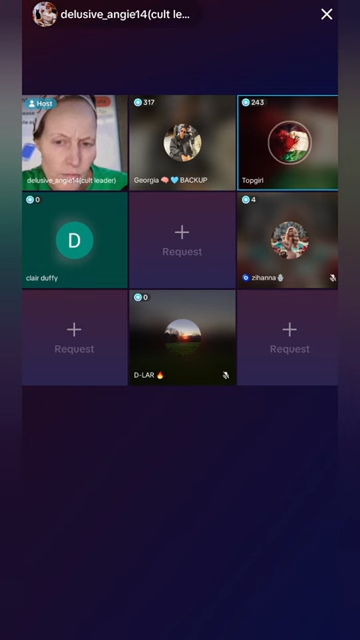 delusive_angie14(cult le...
Host
317
243
delusive_angie14(cult leader)
Georgia 🧠 🩵 BACKUP
Topgirl
0
4
D
Request
clair duffy
zihanna
0
Request
Request
D-LAR 🔥